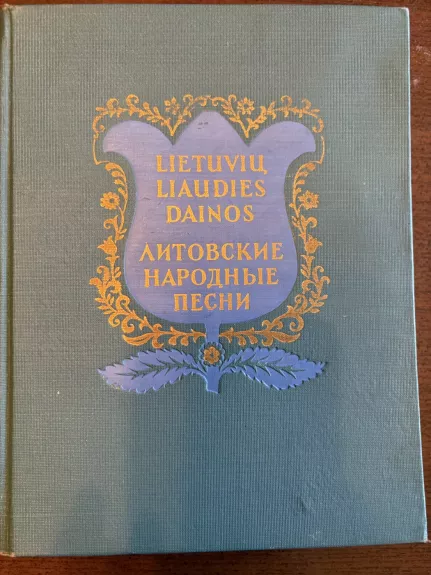 LIETUVIŲ
LIAUDIES
DAINOS
ЛИТОВСКИЕ
НАРОДНЫЕ
ПЕСНИ